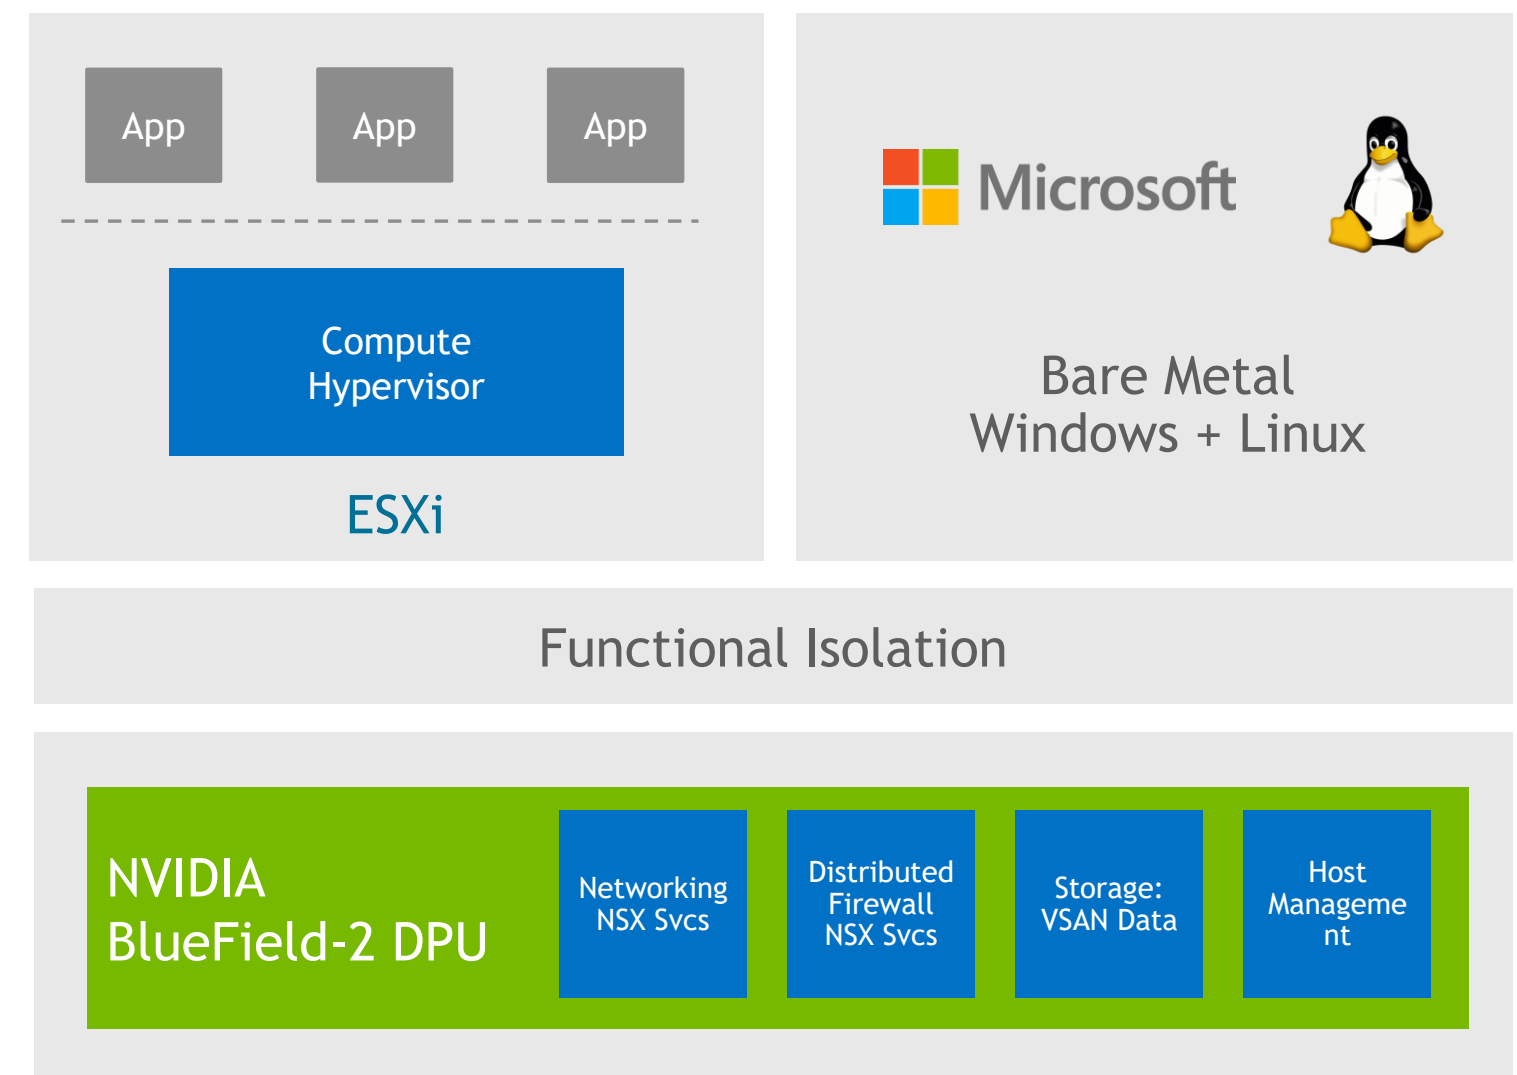 App
App
App
Compute
Hypervisor
ESXi
Microsoft
Bare Metal
Windows + Linux
Functional Isolation
NVIDIA
BlueField-2 DPU
Networking
NSX Svcs
Distributed
Firewall
NSX Svcs
Storage:
VSAN Data
Host
Manageme
nt